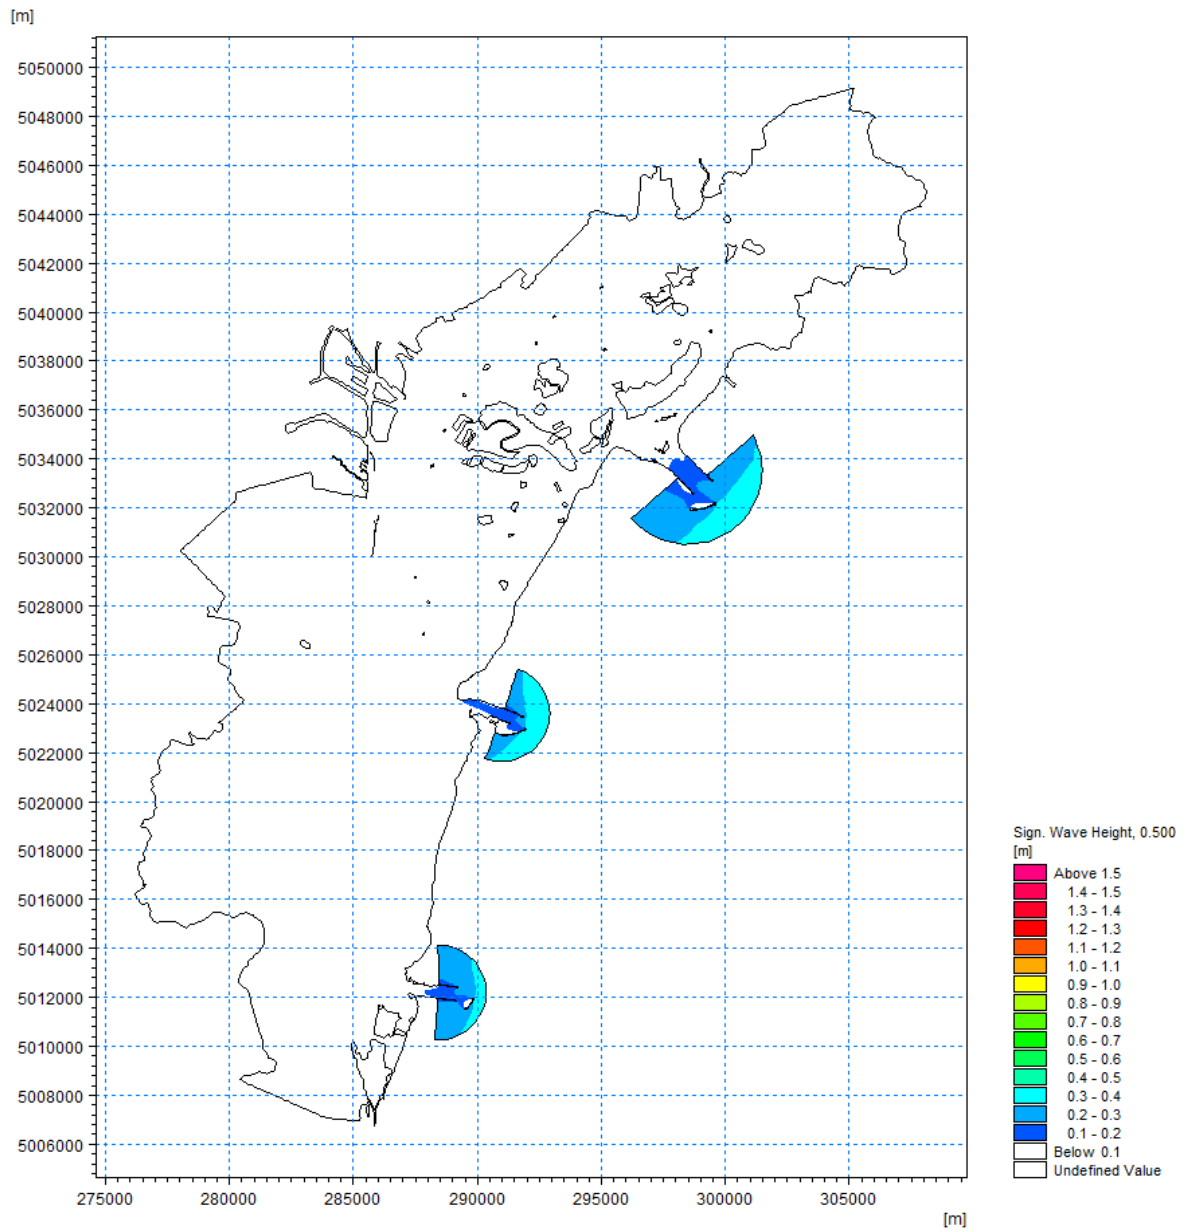 [m]
5050000
5048000
5046000
5044000
5042000
5040000
5038000
5036000
5034000
5032000
5030000
5028000
5026000
5024000
5022000
5020000
5018000
5016000
5014000
5012000
5010000
5008000
5006000
275000 280000 285000 290000 295000 300000 305000
[m]
Sign. Wave Height, 0.500
[m]
Above 1.5
1.4 - 1.5
1.3 - 1.4
1.2 - 1.3
1.1 - 1.2
1.0 - 1.1
0.9 - 1.0
0.8 - 0.9
0.7 - 0.8
0.6 - 0.7
0.5 - 0.6
0.4 - 0.5
0.3 - 0.4
0.2 - 0.3
0.1 - 0.2
Below 0.1
Undefined Value